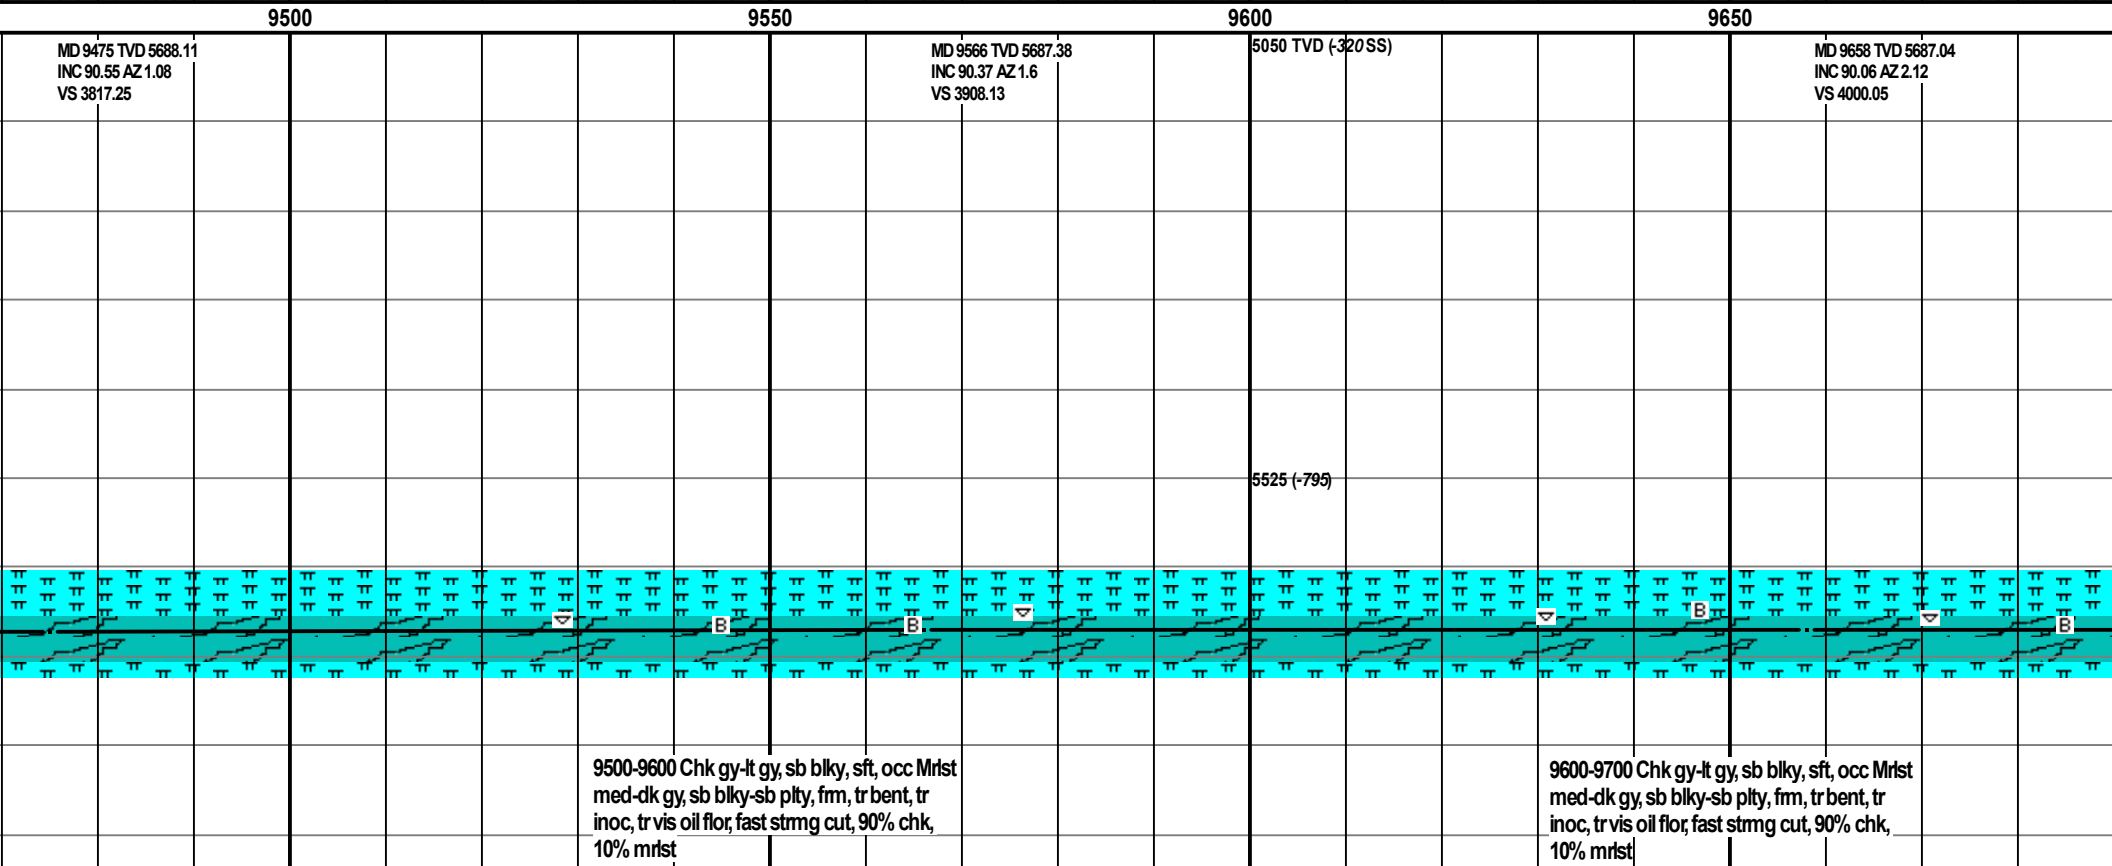 9500 9550 9600 9650
MD 9475 TVD 5688.11
INC 90.55 AZ 1.08
VS 3817.25
MD 9566 TVD 5687.38
INC 90.37 AZ 1.6
VS 3908.13
5050 TVD (-320 SS)
MD 9658 TVD 5687.04
INC 90.06 AZ 2.12
VS 4000.05
5525 (-795)
B B B B
9500-9600 Chk gy-lt gy, sb blky, sft, occ Mrlst
med-dk gy, sb blky-sb plty, frm, tr bent, tr
inoc, tr vis oil flor, fast strmg cut, 90% chk,
10% mrlst
9600-9700 Chk gy-lt gy, sb blky, sft, occ Mrlst
med-dk gy, sb blky-sb plty, frm, tr bent, tr
inoc, tr vis oil flor, fast strmg cut, 90% chk,
10% mrlst